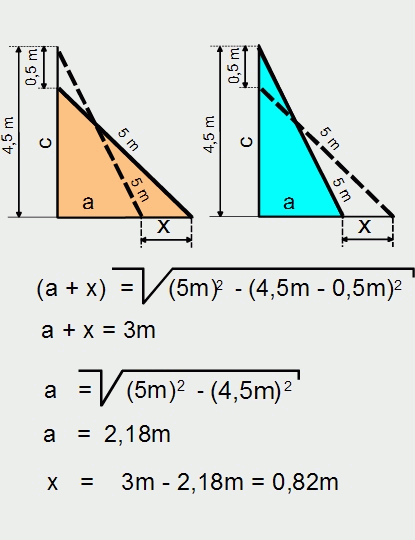 0,5 m
4,5 m
c
5 m
5 m
a
x
0,5 m
4,5 m
c
5 m
5 m
a
x
(a + x) = √(5m)² - (4,5m - 0,5m)²
a + x = 3m
a = √(5m)² - (4,5m)²
a = 2,18m
x = 3m - 2,18m = 0,82m